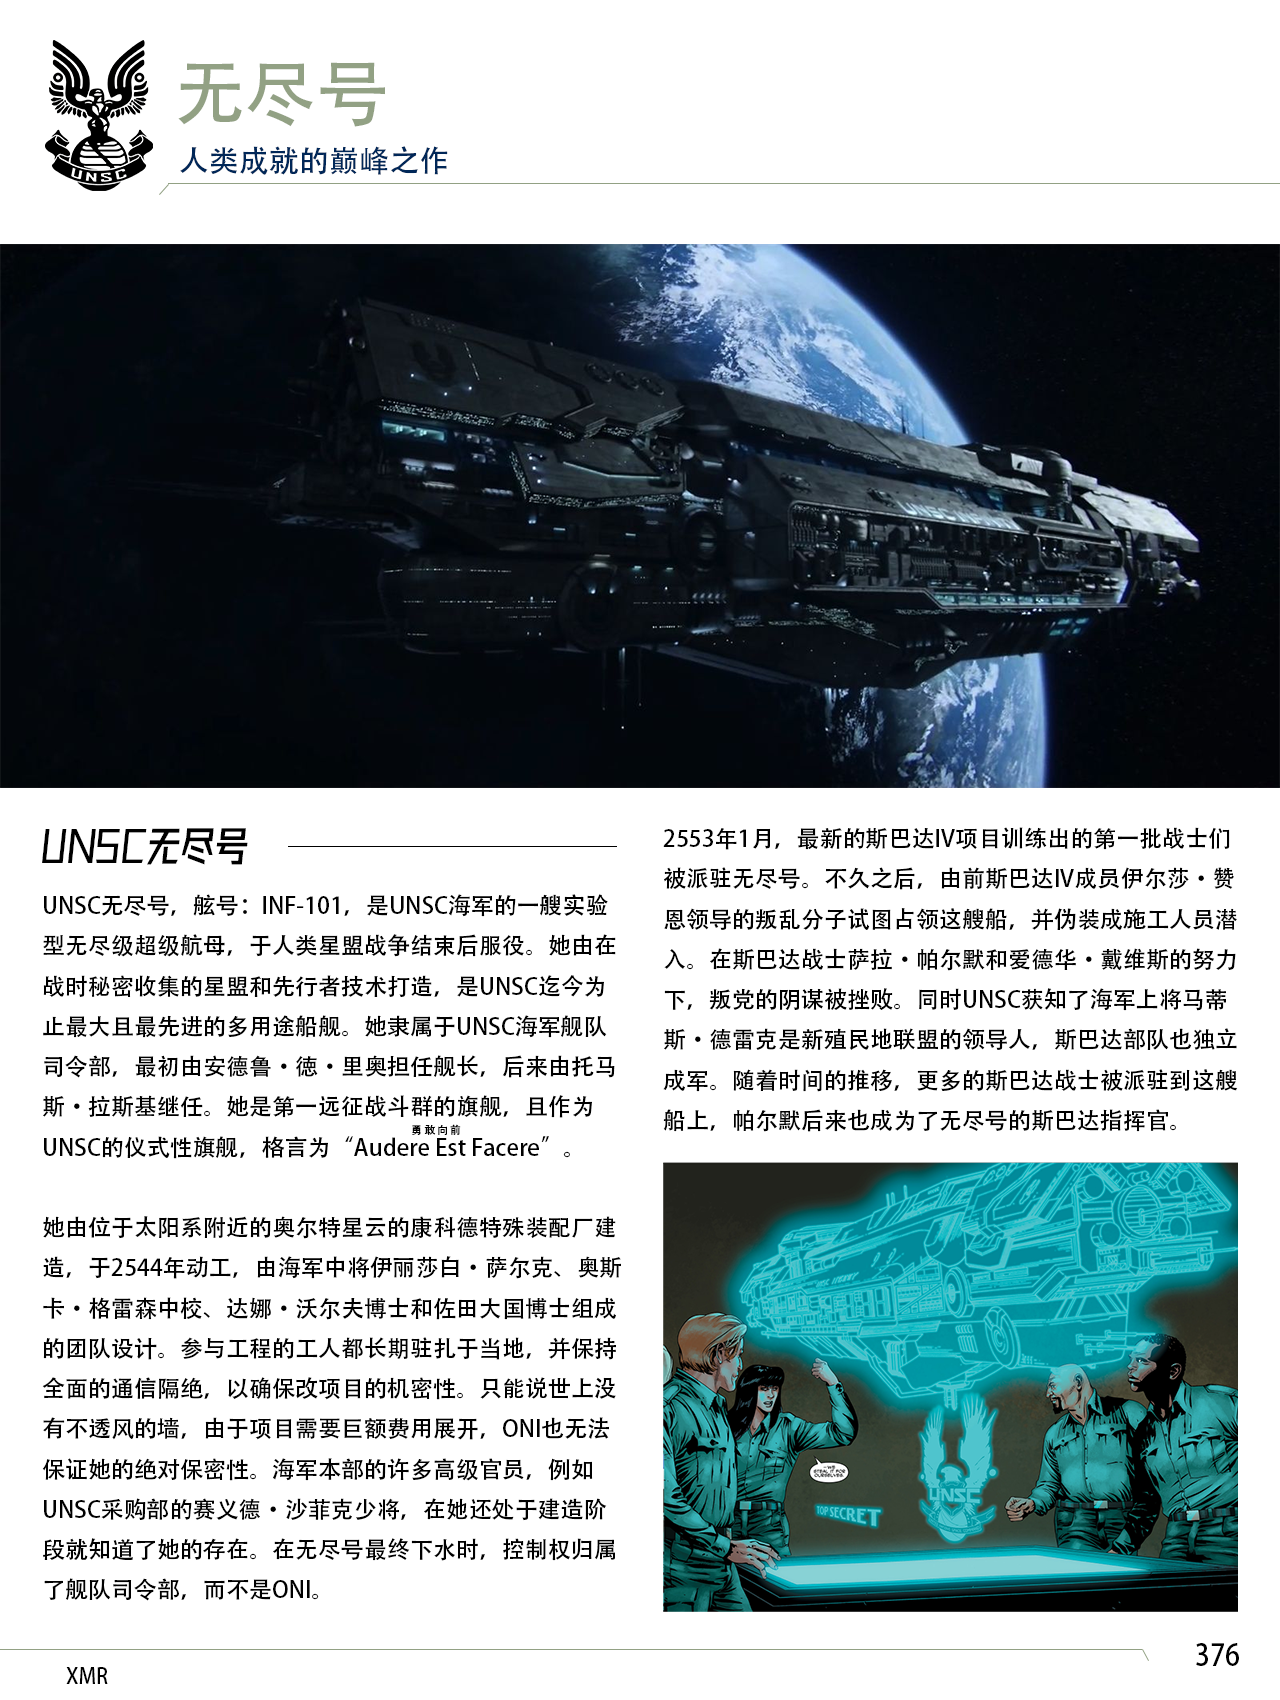 UNSC
无尽号
人类成就的巅峰之作
UNSC无尽号
UNSC无尽号，舷号：INF-101，是UNSC海军的一艘实验
型无尽级超级航母，于人类星盟战争结束后服役。她由在
战时秘密收集的星盟和先行者技术打造，是UNSC迄今为
止最大且最先进的多用途船舰。她隶属于UNSC海军舰队
司令部，最初由安德鲁·德·里奥担任舰长，后来由托马
斯·拉斯基继任。她是第一远征战斗群的旗舰，且作为
勇敢向前
UNSC的仪式性旗舰，格言为“Audere Est Facere”。
她由位于太阳系附近的奥尔特星云的康科德特殊装配厂建
造，于2544年动工，由海军中将伊丽莎白·萨尔克、奥斯
卡·格雷森中校、达娜·沃尔夫博士和佐田大国博士组成
的团队设计。参与工程的工人都长期驻扎于当地，并保持
全面的通信隔绝，以确保改项目的机密性。只能说世上没
有不透风的墙，由于项目需要巨额费用展开，ONI也无法
保证她的绝对保密性。海军本部的许多高级官员，例如
UNSC采购部的赛义德·沙菲克少将，在她还处于建造阶
段就知道了她的存在。在无尽号最终下水时，控制权归属
了舰队司令部，而不是ONI。
2553年1月，最新的斯巴达IV项目训练出的第一批战士们
被派驻无尽号。不久之后，由前斯巴达IV成员伊尔莎·赞
恩领导的叛乱分子试图占领这艘船，并伪装成施工人员潜
入。在斯巴达战士萨拉·帕尔默和爱德华·戴维斯的努力
下，叛党的阴谋被挫败。同时UNSC获知了海军上将马蒂
斯·德雷克是新殖民地联盟的领导人，斯巴达部队也独立
成军。随着时间的推移，更多的斯巴达战士被派驻到这艘
船上，帕尔默后来也成为了无尽号的斯巴达指挥官。
--WE
STEAL IT FOR
OURSELVES.
TOP SECRET
UNSC
XMR
376